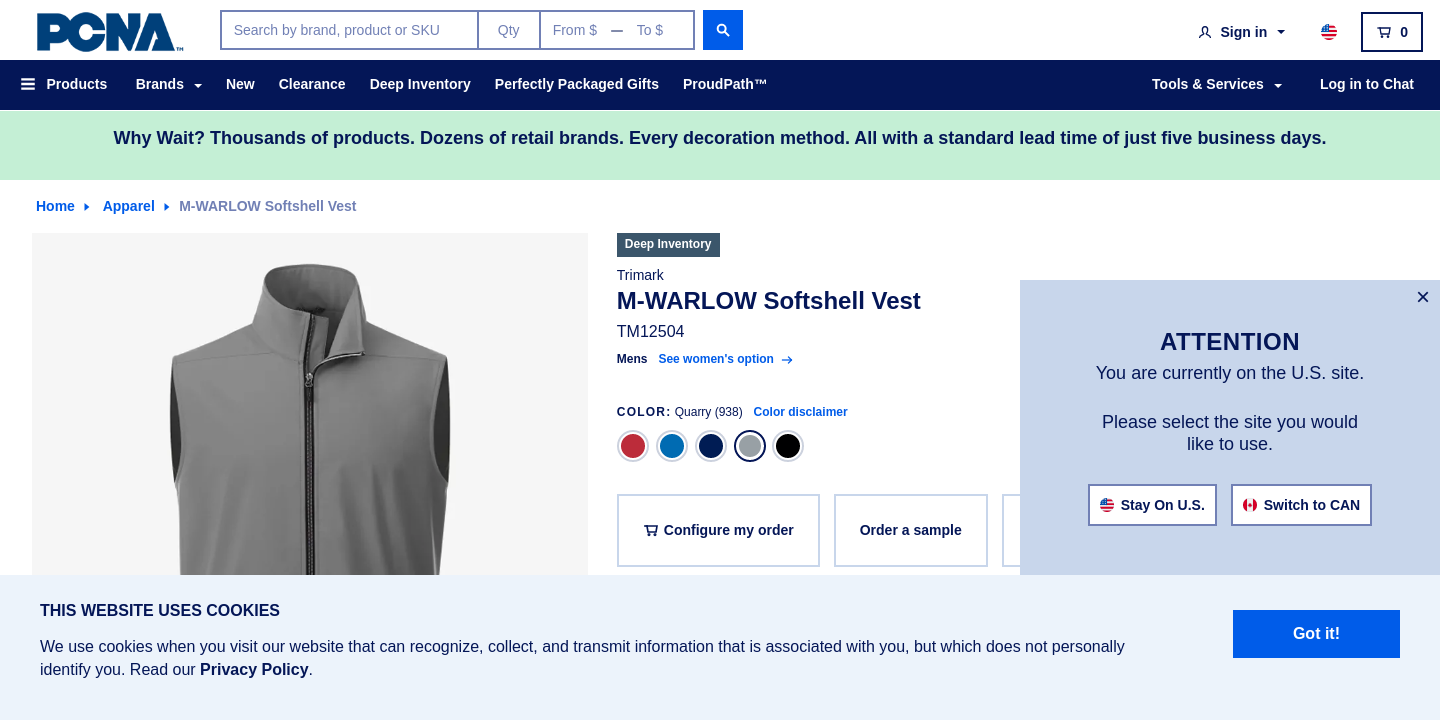 PCNA™
Search by brand, product or SKU
Qty
From $ — To $
Sign in
0
Products
Brands
New
Clearance
Deep Inventory
Perfectly Packaged Gifts
ProudPath™
Tools & Services
Log in to Chat
Why Wait? Thousands of products. Dozens of retail brands. Every decoration method. All with a standard lead time of just five business days.
Home
Apparel
M-WARLOW Softshell Vest
Deep Inventory
Trimark
M-WARLOW Softshell Vest
TM12504
Mens See women's option
COLOR: Quarry (938) Color disclaimer
Configure my order
Order a sample
ATTENTION
You are currently on the U.S. site.
Please select the site you would
like to use.
Stay On U.S.
Switch to CAN
THIS WEBSITE USES COOKIES
We use cookies when you visit our website that can recognize, collect, and transmit information that is associated with you, but which does not personally
identify you. Read our Privacy Policy.
Got it!